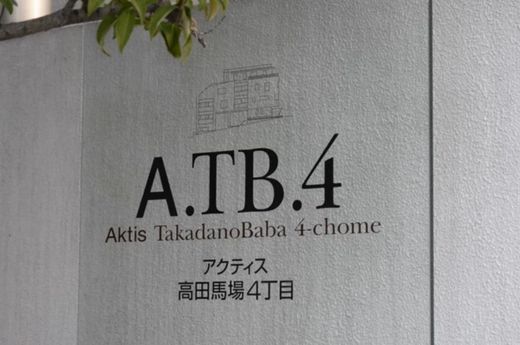 A.TB.4
Aktis TakadanoBaba 4-chome
アクティス
高田馬場4丁目